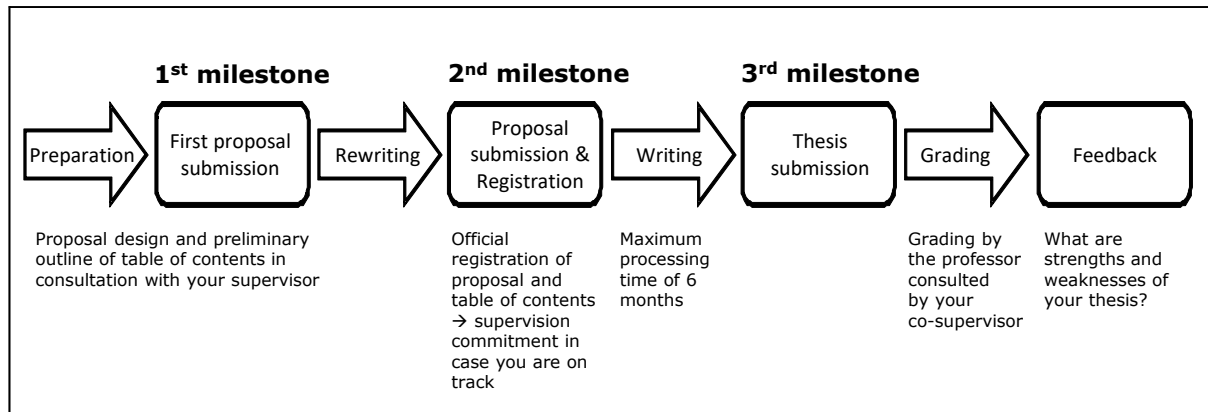 1st milestone
2nd milestone
3rd milestone
Preparation
First proposal
submission
Rewriting
Proposal
submission &
Registration
Writing
Thesis
submission
Grading
Feedback
Proposal design and preliminary
outline of table of contents in
consultation with your supervisor
Official
registration of
proposal and
table of contents
→ supervision
commitment in
case you are on
track
Maximum
processing
time of 6
months
Grading by
the professor
consulted
by your
co-supervisor
What are
strengths and
weaknesses of
your thesis?